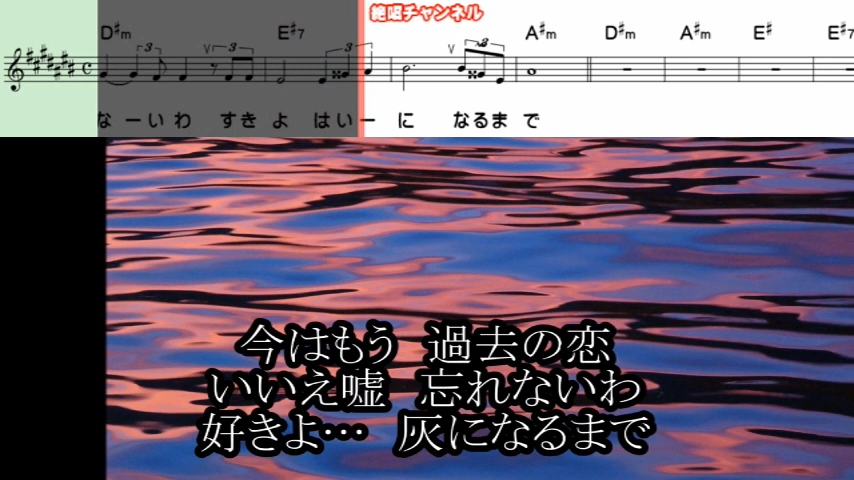 絶唱チャンネル
D#m E#7 A#m D#m A#m E# E#7
なーいわ すきよ はいーに なるまで
今はもう 過去の恋
いいえ嘘 忘れないわ
好きよ… 灰になるまで